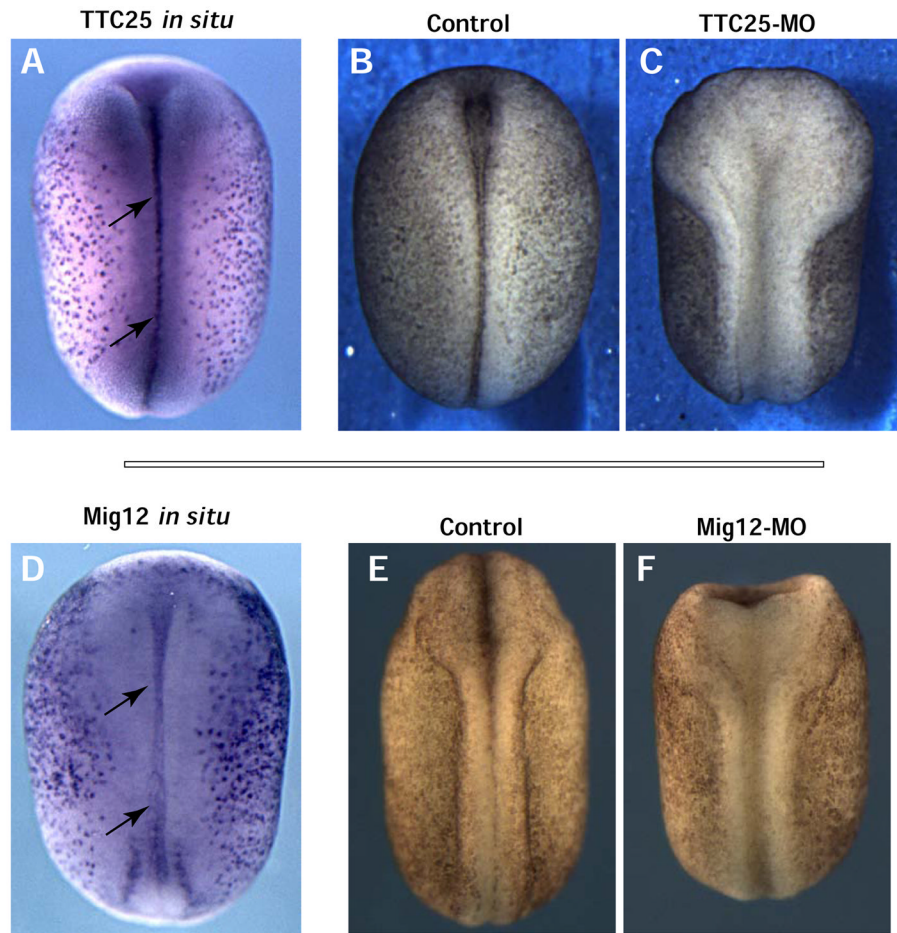 TTC25 in situ
Control
TTC25-MO
A
B
C
Mig12 in situ
Control
Mig12-MO
D
E
F